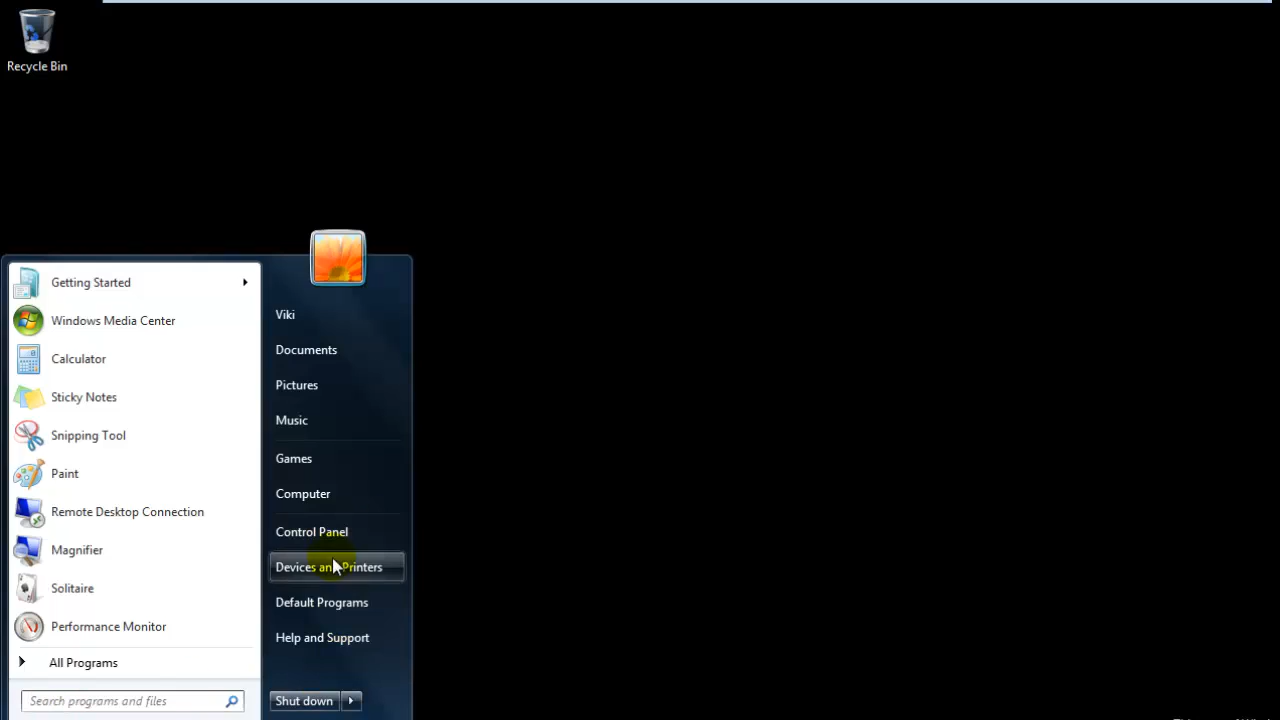 Recycle Bin
Getting Started
Windows Media Center
Calculator
Sticky Notes
Snipping Tool
Paint
Remote Desktop Connection
Magnifier
Solitaire
Performance Monitor
All Programs
Search programs and files
Viki
Documents
Pictures
Music
Games
Computer
Control Panel
Devices and Printers
Default Programs
Help and Support
Shut down